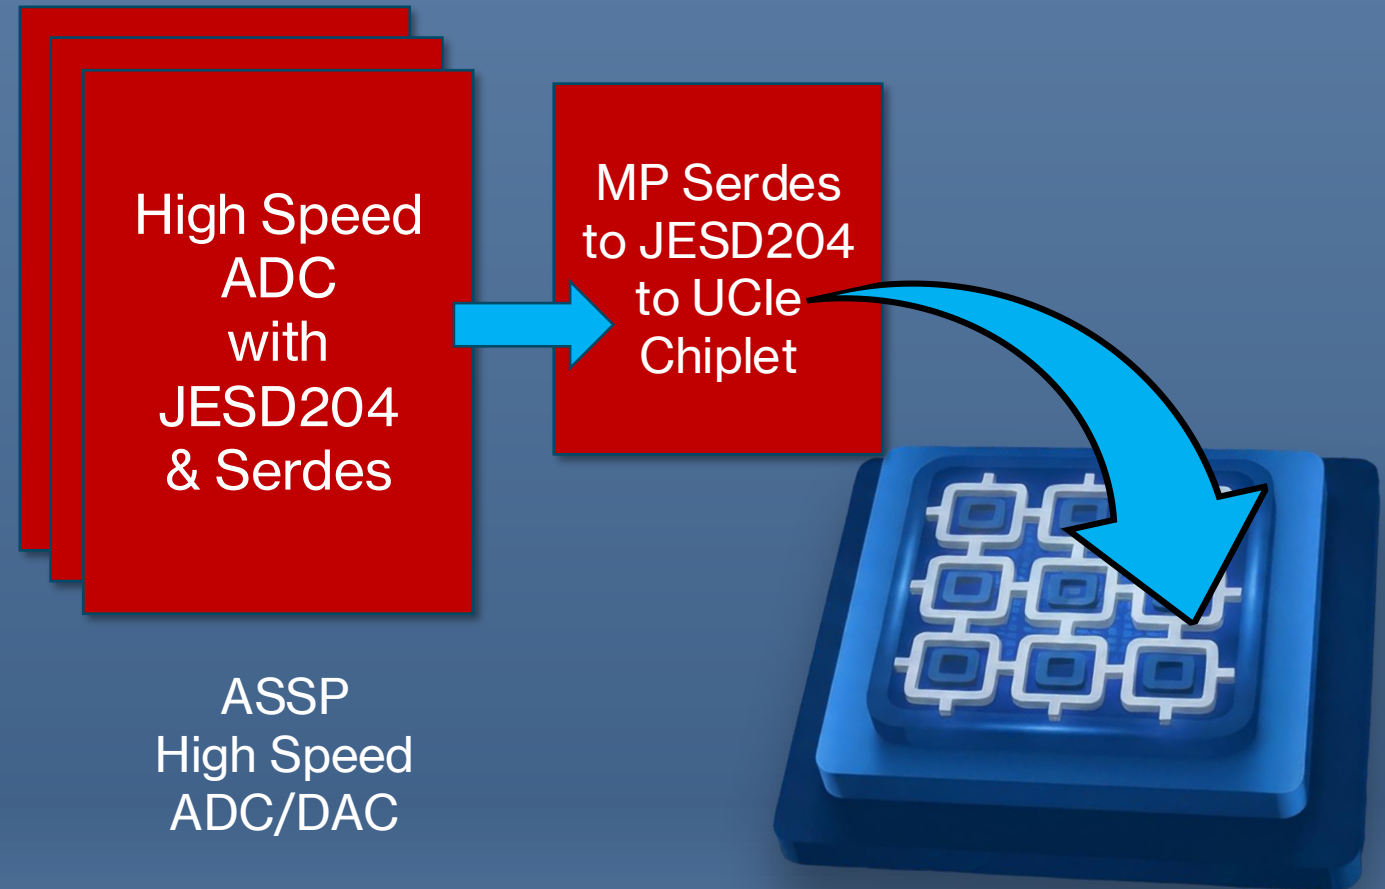 High Speed
ADC
with
JESD204
& Serdes
MP Serdes
to JESD204
to UCIe
Chiplet
ASSP
High Speed
ADC/DAC